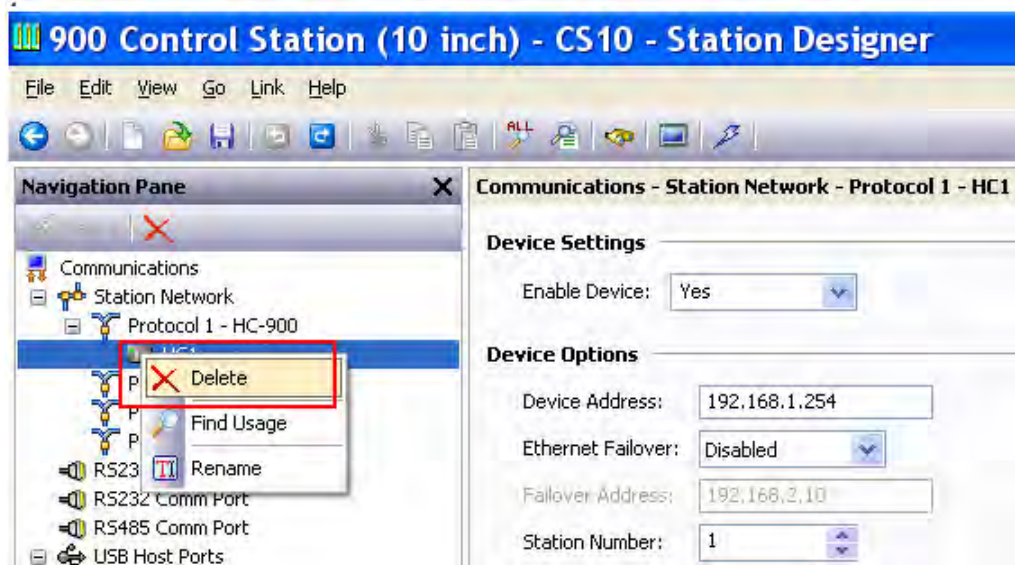 900 Control Station (10 inch) - CS10 - Station Designer
File Edit View Go Link Help
ALL
Navigation Pane
Communications
Station Network
Protocol 1 - HC-900
HC1
Delete
P
Find Usage
P
Rename
P
RS23
RS232 Comm Port
RS485 Comm Port
USB Host Ports
Communications - Station Network - Protocol 1 - HC1
Device Settings
Enable Device: Yes
Device Options
Device Address: 192.168.1.254
Ethernet Failover: Disabled
Failover Address: 192.168.2.10
Station Number: 1